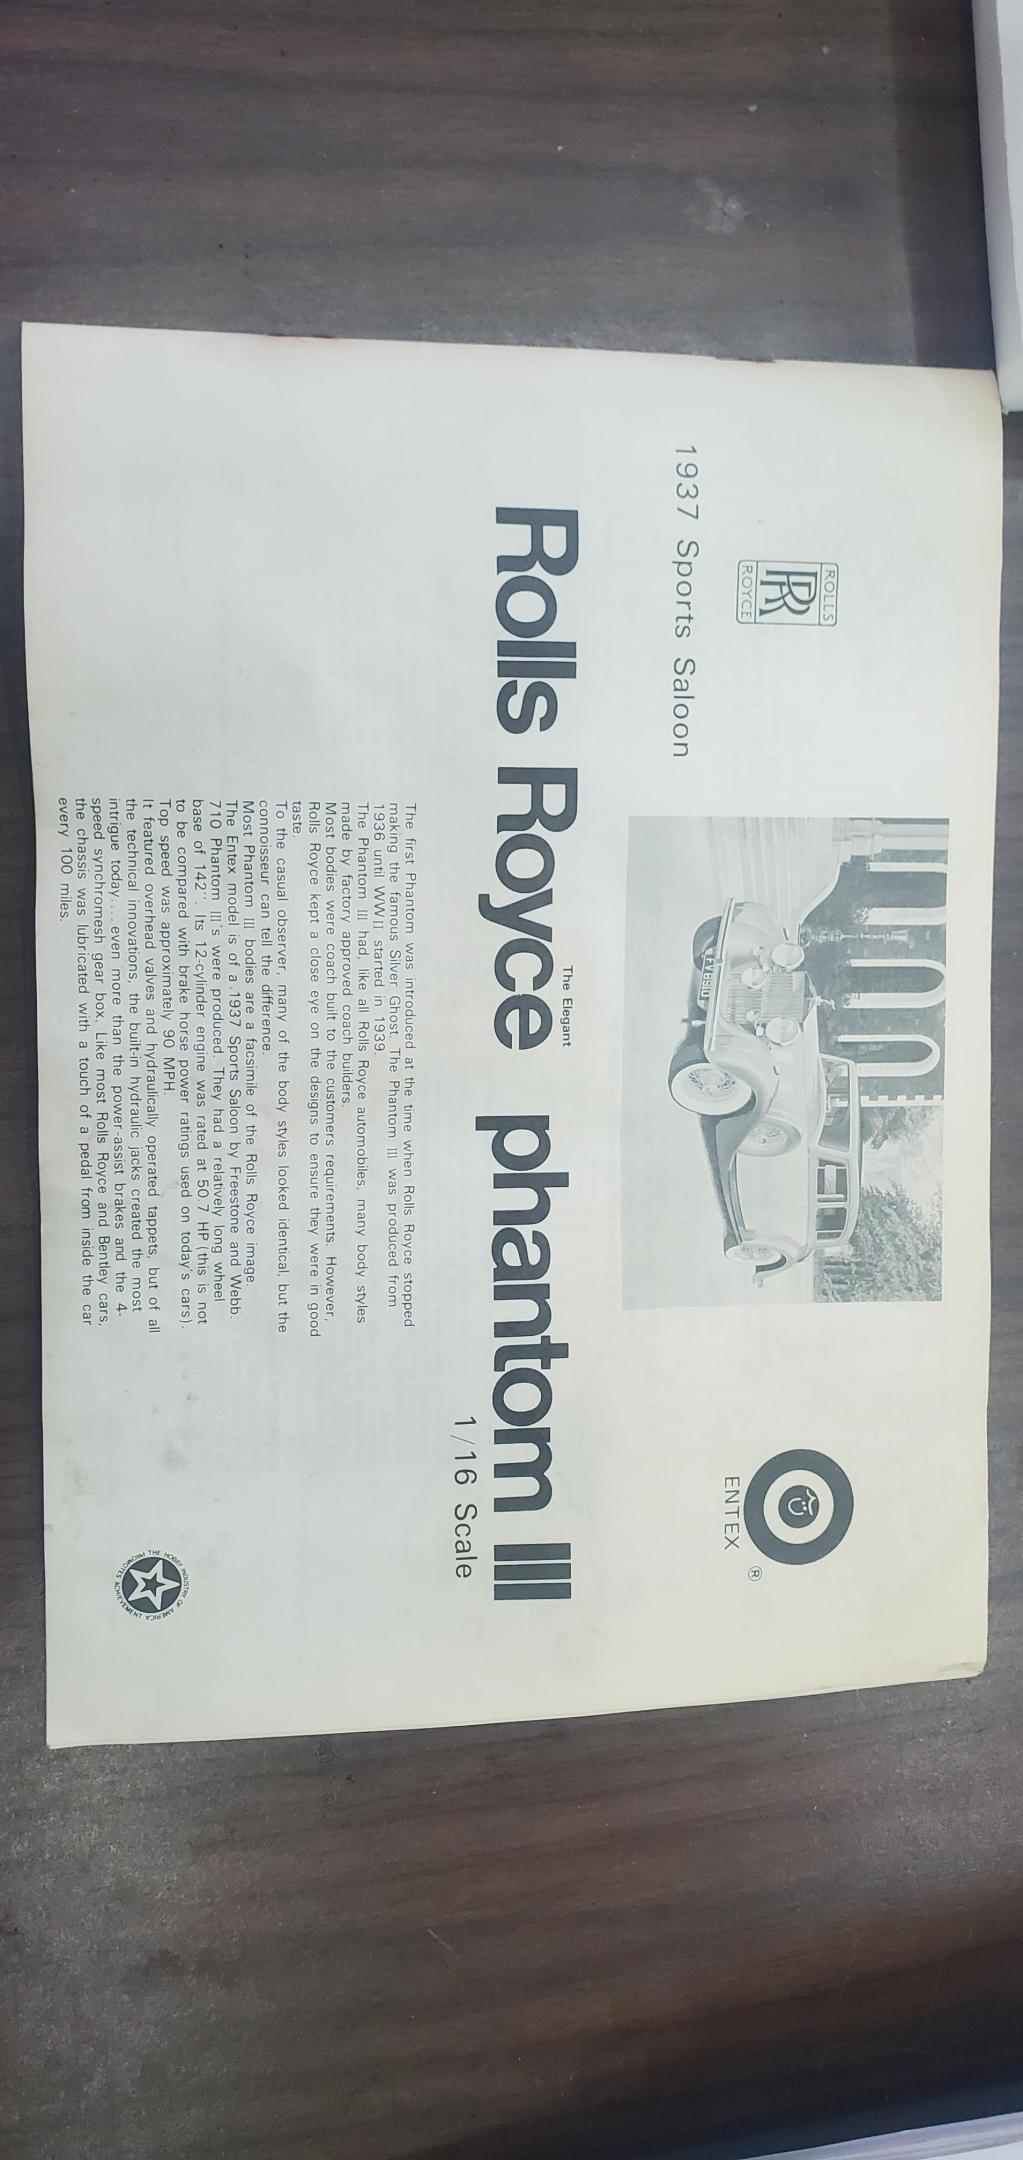 ROLLS
RR
ROYCE
1937 Sports Saloon
ENTEX
®
The Elegant
Rolls Royce phantom III
1/16 Scale
The first Phantom was introduced at the time when Rolls Royce stopped
making the famous Silver Ghost. The Phantom III was produced from
1936 until WWII started in 1939.
The Phantom III had, like all Rolls Royce automobiles, many body styles
made by factory approved coach builders.
Most bodies were coach built to the customers requirements. However,
Rolls Royce kept a close eye on the designs to ensure they were in good
taste.
To the casual observer, many of the body styles looked identical, but the
connoisseur can tell the difference.
Most Phantom III bodies are a facsimile of the Rolls Royce image.
The Entex model is of a 1937 Sports Saloon by Freestone and Webb.
710 Phantom III's were produced. They had a relatively long wheel
base of 142". Its 12-cylinder engine was rated at 50.7 HP (this is not
to be compared with brake horse power ratings used on today's cars).
Top speed was approximately 90 MPH.
It featured overhead valves and hydraulically operated tappets, but of all
the technical innovations, the built-in hydraulic jacks created the most
intrigue today.... even more than the power-assist brakes and the 4-
speed synchromesh gear box. Like most Rolls Royce and Bentley cars,
the chassis was lubricated with a touch of a pedal from inside the car
every 100 miles.
THE HOBBY INDUSTRY OF AMERICA
PROMOTES ACHIEVEMENT